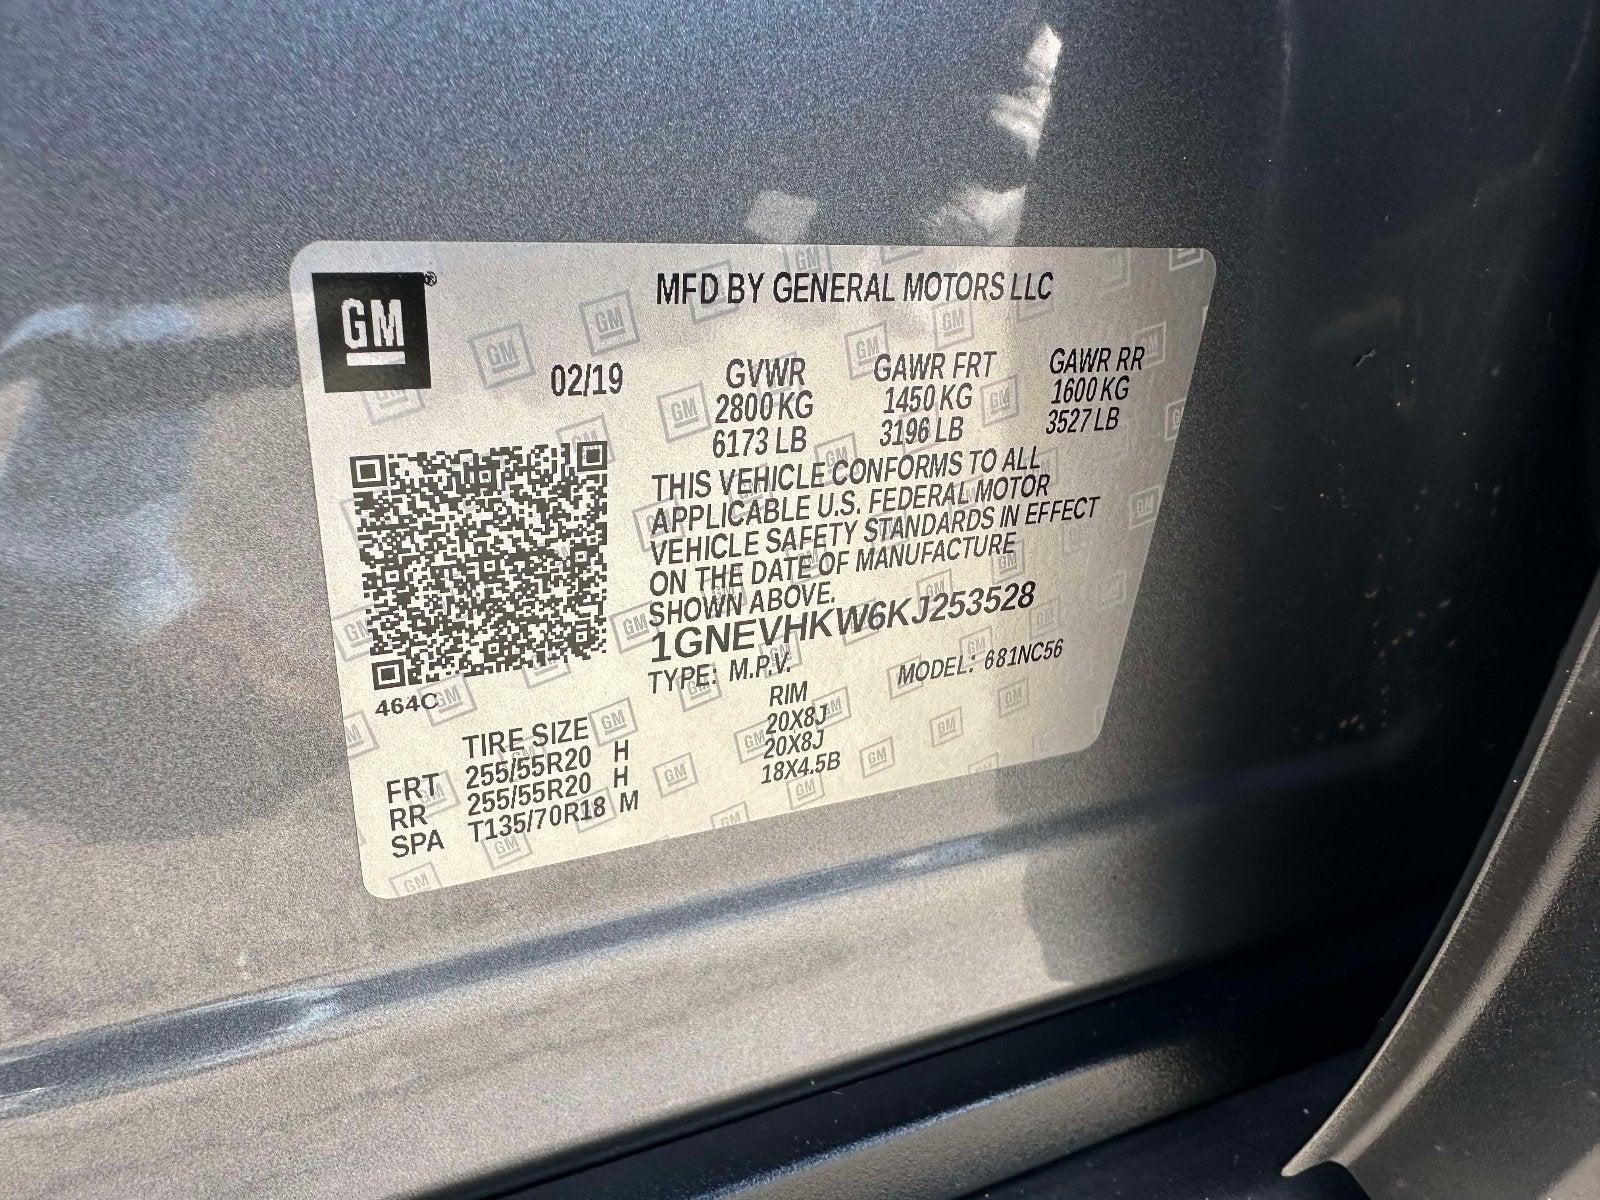 GM®
MFD BY GENERAL MOTORS LLC
02/19
GVWR GAWR FRT GAWR RR
2800KG 1450 KG 1600 KG
6173 LB 3196 LB 3527 LB
THIS VEHICLE CONFORMS TO ALL
APPLICABLE U.S. FEDERAL MOTOR
VEHICLE SAFETY STANDARDS IN EFFECT
ON THE DATE OF MANUFACTURE
SHOWN ABOVE.
1GNEVHKW6KJ253528
TYPE: M.P.V. MODEL: 681NC56
464C
TIRE SIZE RIM
FRT 255/55R20 H 20X8J
RR 255/55R20 H 20X8J
SPA T135/70R18 M 18X4.5B